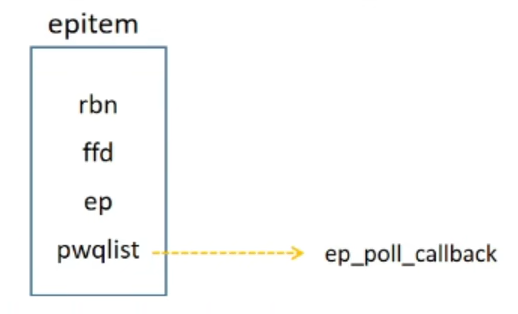 epitem
rbn
ffd
ep
pwqlist
ep_poll_callback